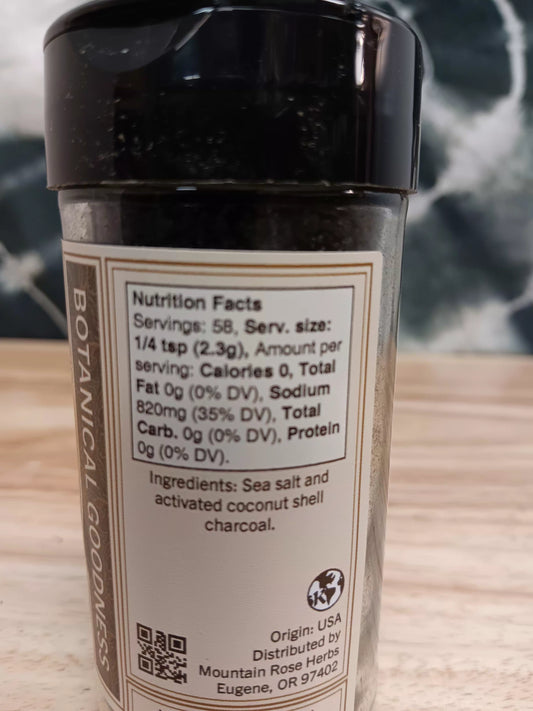 BOTANICAL GOODNESS
Nutrition Facts
Servings: 58, Serv. size:
1/4 tsp (2.3g), Amount per
serving: Calories 0, Total
Fat 0g (0% DV), Sodium
820mg (35% DV), Total
Carb. 0g (0% DV), Protein
0g (0% DV).
Ingredients: Sea salt and
activated coconut shell
charcoal.
K
Origin: USA
Distributed by
Mountain Rose Herbs
Eugene, OR 97402